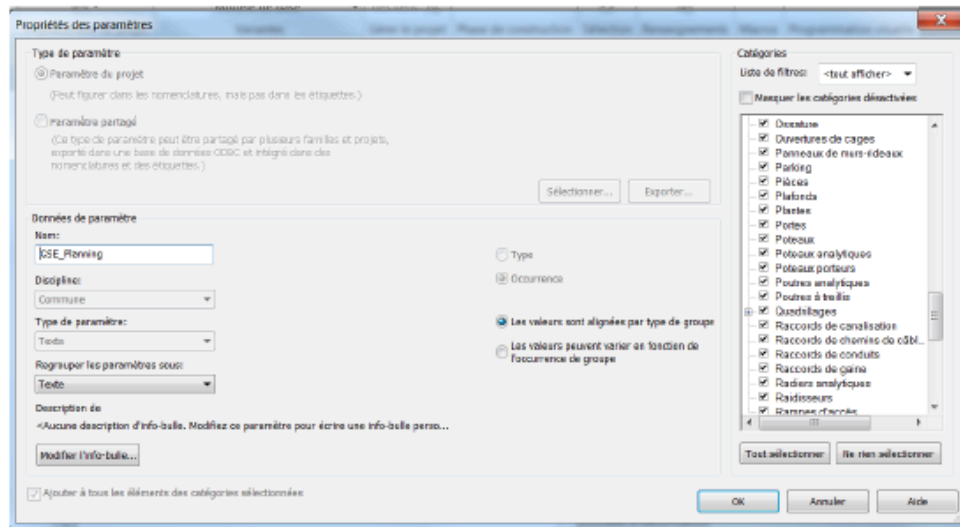 Propriétés des paramètres
Type de paramètre
Paramètre du projet
(Peut figurer dans les nomenclatures, mais pas dans les étiquettes.)
Paramètre partagé
(Ce type de paramètre peut être partagé par plusieurs familles et projets,
exporté dans une base de données ODBC et intégré dans des
nomenclatures et des étiquettes.)
Sélectionner...
Exporter...
Données de paramètre
Nom:
GSE_Planning
Type
Occurrence
Discipline:
Commune
Type de paramètre:
Texte
Les valeurs sont alignées par type de groupe
Les valeurs peuvent varier en fonction de
l'occurrence de groupe
Regrouper les paramètres sous:
Texte
Description de
<Aucune description d'info-bulle. Modifiez ce paramètre pour écrire une info-bulle perso...
Modifier l'info-bulle...
Ajouter à tous les éléments des catégories sélectionnées
Catégories
Liste de filtres:
<tout afficher>
Masquer les catégories désactivées
Ossature
Ouvertures de cages
Panneaux de murs-rideaux
Parking
Pièces
Plafonds
Plantes
Portes
Poteaux
Poteaux analytiques
Poteaux porteurs
Poutres analytiques
Poutres à treillis
Quadrillages
Raccords de canalisation
Raccords de chemins de câbl...
Raccords de conduits
Raccords de gaine
Radiers analytiques
Raidisseurs
Rampes d'accès
Tout sélectionner
Ne rien sélectionner
OK
Annuler
Aide